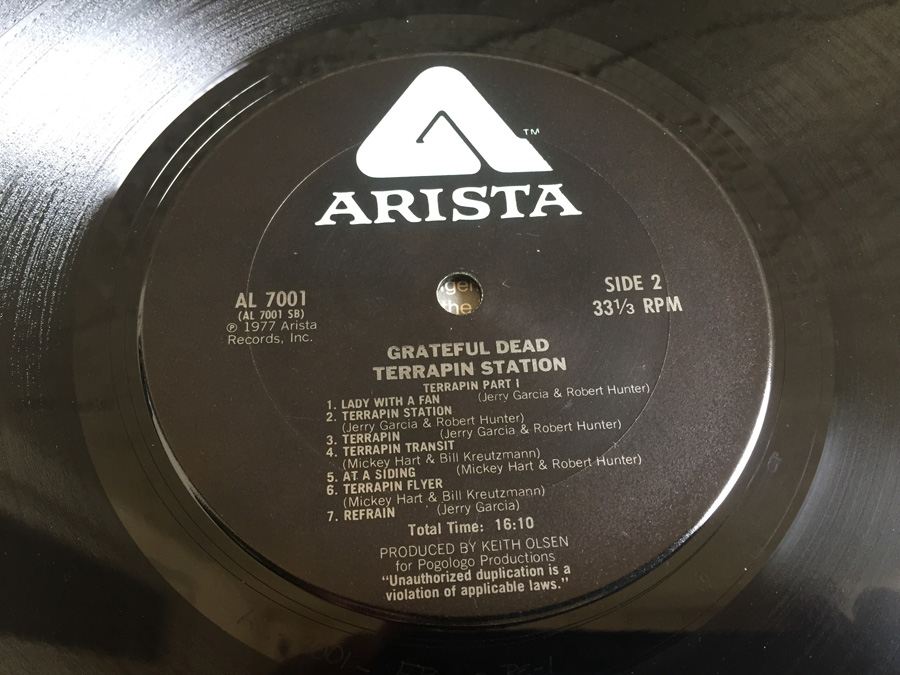 TM
ARISTA
AL 7001
(AL 7001 SB)
℗ 1977 Arista
Records, Inc.
SIDE 2
33⅓ RPM
GRATEFUL DEAD
TERRAPIN STATION
TERRAPIN PART I
1. LADY WITH A FAN (Jerry Garcia & Robert Hunter)
2. TERRAPIN STATION
(Jerry Garcia & Robert Hunter)
3. TERRAPIN (Jerry Garcia & Robert Hunter)
4. TERRAPIN TRANSIT
(Mickey Hart & Bill Kreutzmann)
5. AT A SIDING (Mickey Hart & Robert Hunter)
6. TERRAPIN FLYER
(Mickey Hart & Bill Kreutzmann)
7. REFRAIN (Jerry Garcia)
Total Time: 16:10
PRODUCED BY KEITH OLSEN
for Pogologo Productions
"Unauthorized duplication is a
violation of applicable laws."